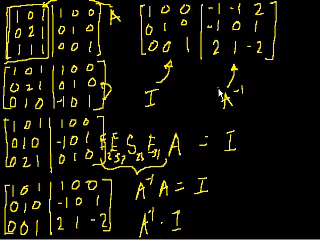 1 0 1 | 1 0 0
0 2 1 | 0 1 0
1 1 1 | 0 0 1
A
1 0 1 | 1 0 0
0 2 1 | 0 1 0
0 1 0 | -1 0 1
1 0 1 | 1 0 0
0 1 0 | -1 0 1
0 2 1 | 0 1 0
1 0 1 | 1 0 0
0 1 0 | -1 0 1
0 0 1 | 2 1 -2
1 0 0 | -1 -1 2
0 1 0 | -1 0 1
0 0 1 | 2 1 -2
I A⁻¹
A = I
A⁻¹ A = I
A⁻¹ · I